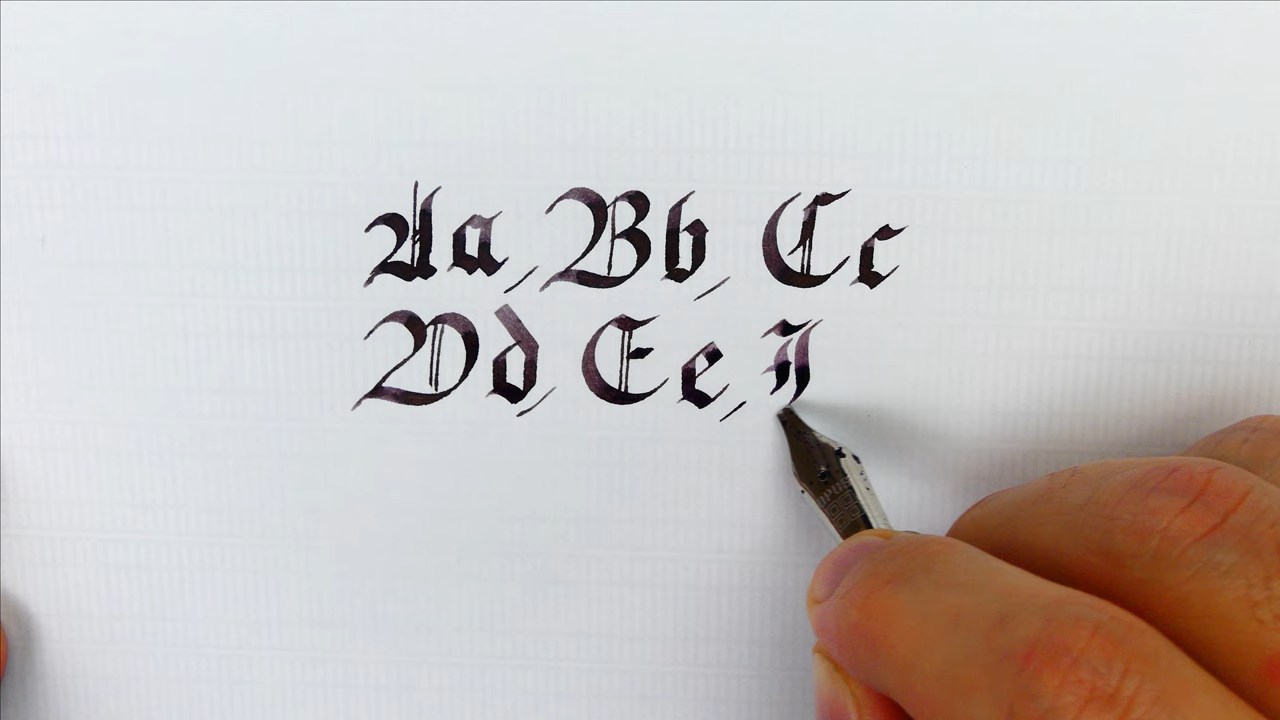 Aa, Bb, Cc
Dd, Ee,